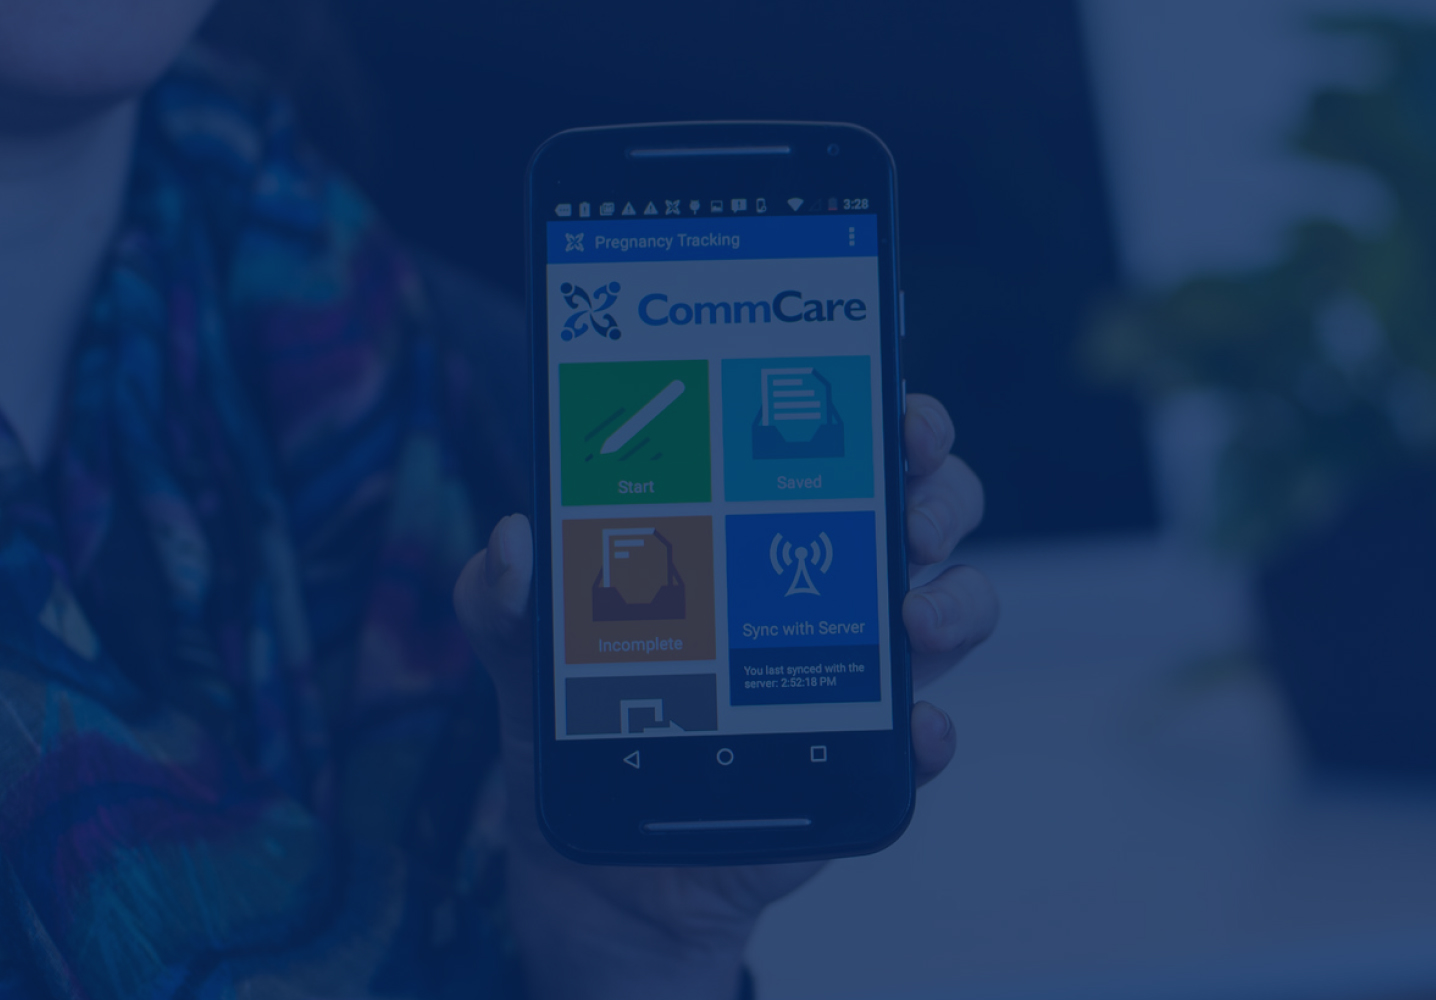 3:28
Pregnancy Tracking
CommCare
Start
Saved
Incomplete
Sync with Server
You last synced with the
server: 2:52:18 PM